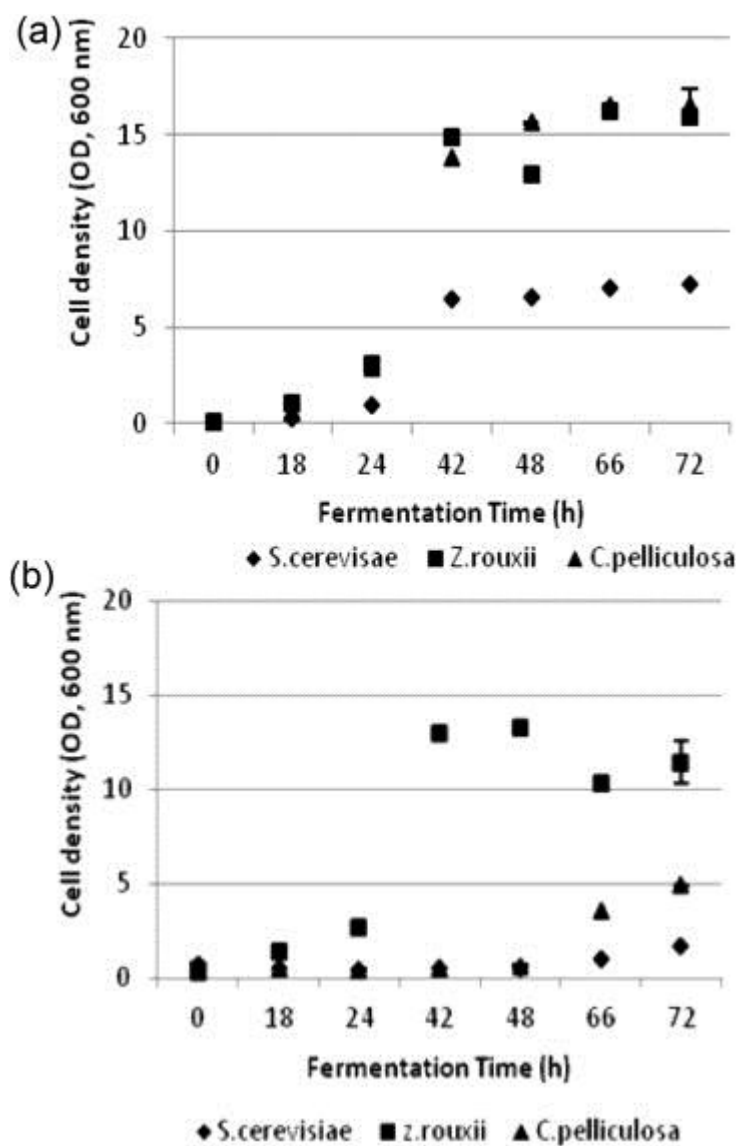 (a)
Cell density (OD, 600 nm)
20
15
10
5
0
0 18 24 42 48 66 72
Fermentation Time (h)
S.cerevisae Z.rouxii C.pelliculosa
(b)
Cell density (OD, 600 nm)
20
15
10
5
0
0 18 24 42 48 66 72
Fermentation Time (h)
S.cerevisiae z.rouxii C.pelliculosa